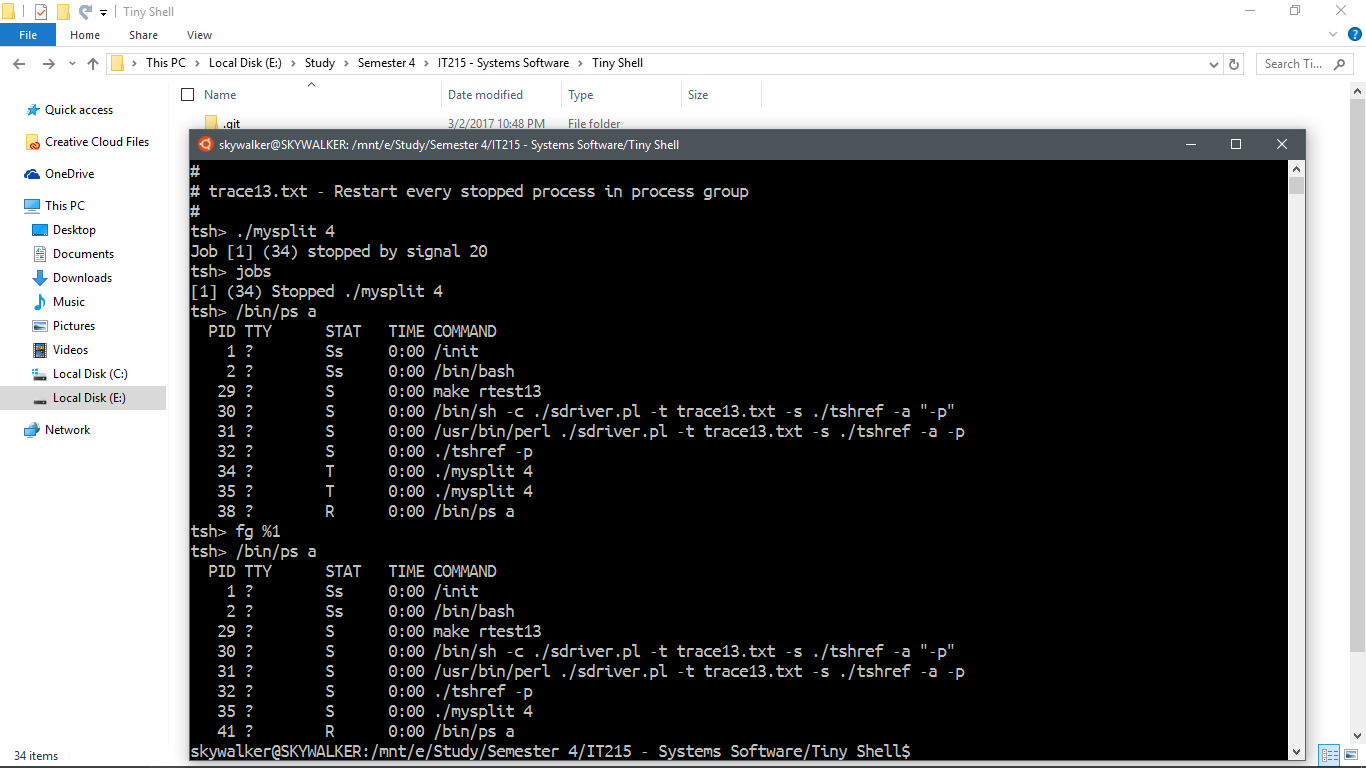 Tiny Shell
File Home Share View
This PC Local Disk (E:) Study Semester 4 IT215 - Systems Software Tiny Shell
Search Ti...
Name Date modified Type Size
.git 3/2/2017 10:48 PM File folder
Quick access
Creative Cloud Files
OneDrive
This PC
Desktop
Documents
Downloads
Music
Pictures
Videos
Local Disk (C:)
Local Disk (E:)
Network
34 items
skywalker@SKYWALKER: /mnt/e/Study/Semester 4/IT215 - Systems Software/Tiny Shell
#
# trace13.txt - Restart every stopped process in process group
#
tsh> ./mysplit 4
Job [1] (34) stopped by signal 20
tsh> jobs
[1] (34) Stopped ./mysplit 4
tsh> /bin/ps a
PID TTY STAT TIME COMMAND
1 ? Ss 0:00 /init
2 ? Ss 0:00 /bin/bash
29 ? S 0:00 make rtest13
30 ? S 0:00 /bin/sh -c ./sdriver.pl -t trace13.txt -s ./tshref -a "-p"
31 ? S 0:00 /usr/bin/perl ./sdriver.pl -t trace13.txt -s ./tshref -a -p
32 ? S 0:00 ./tshref -p
34 ? T 0:00 ./mysplit 4
35 ? T 0:00 ./mysplit 4
38 ? R 0:00 /bin/ps a
tsh> fg %1
tsh> /bin/ps a
PID TTY STAT TIME COMMAND
1 ? Ss 0:00 /init
2 ? Ss 0:00 /bin/bash
29 ? S 0:00 make rtest13
30 ? S 0:00 /bin/sh -c ./sdriver.pl -t trace13.txt -s ./tshref -a "-p"
31 ? S 0:00 /usr/bin/perl ./sdriver.pl -t trace13.txt -s ./tshref -a -p
32 ? S 0:00 ./tshref -p
35 ? S 0:00 ./mysplit 4
41 ? R 0:00 /bin/ps a
skywalker@SKYWALKER:/mnt/e/Study/Semester 4/IT215 - Systems Software/Tiny Shell$